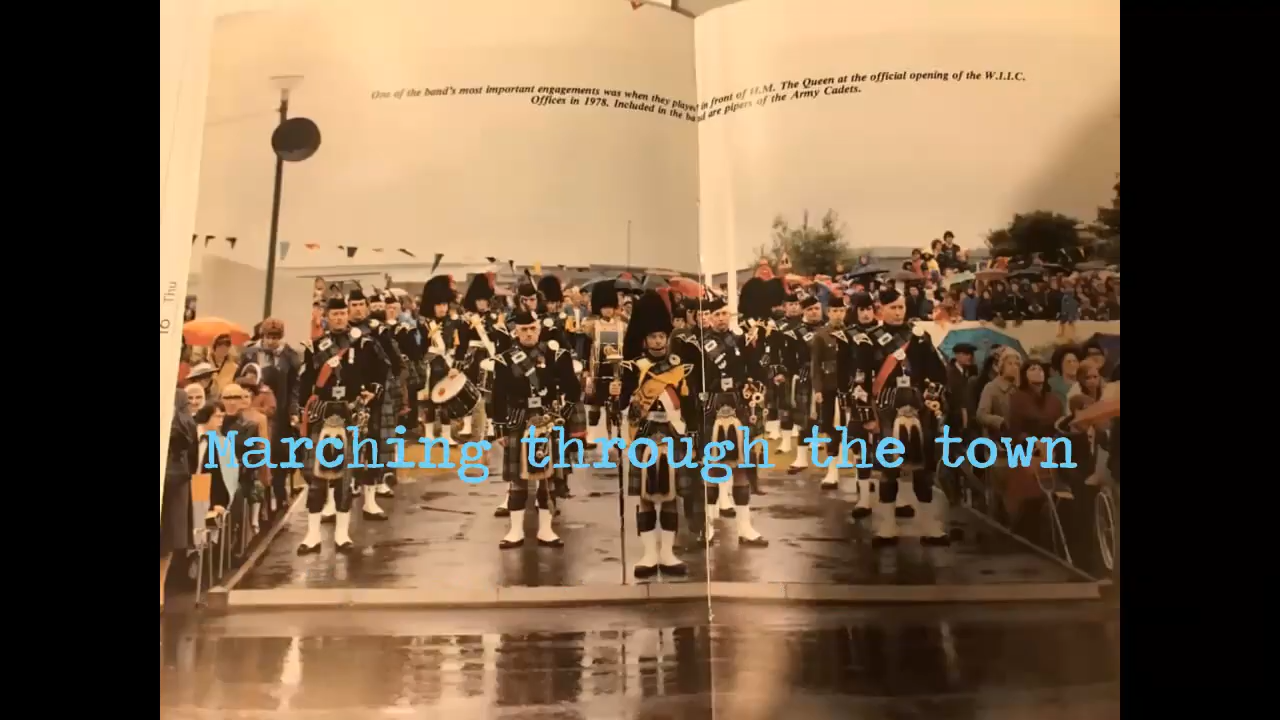 One of the band's most important engagements was when they played in front of H.M. The Queen at the official opening of the W.I.I.C.
Offices in 1978. Included in the band are pipers of the Army Cadets.
10 Thu
Marching through the town